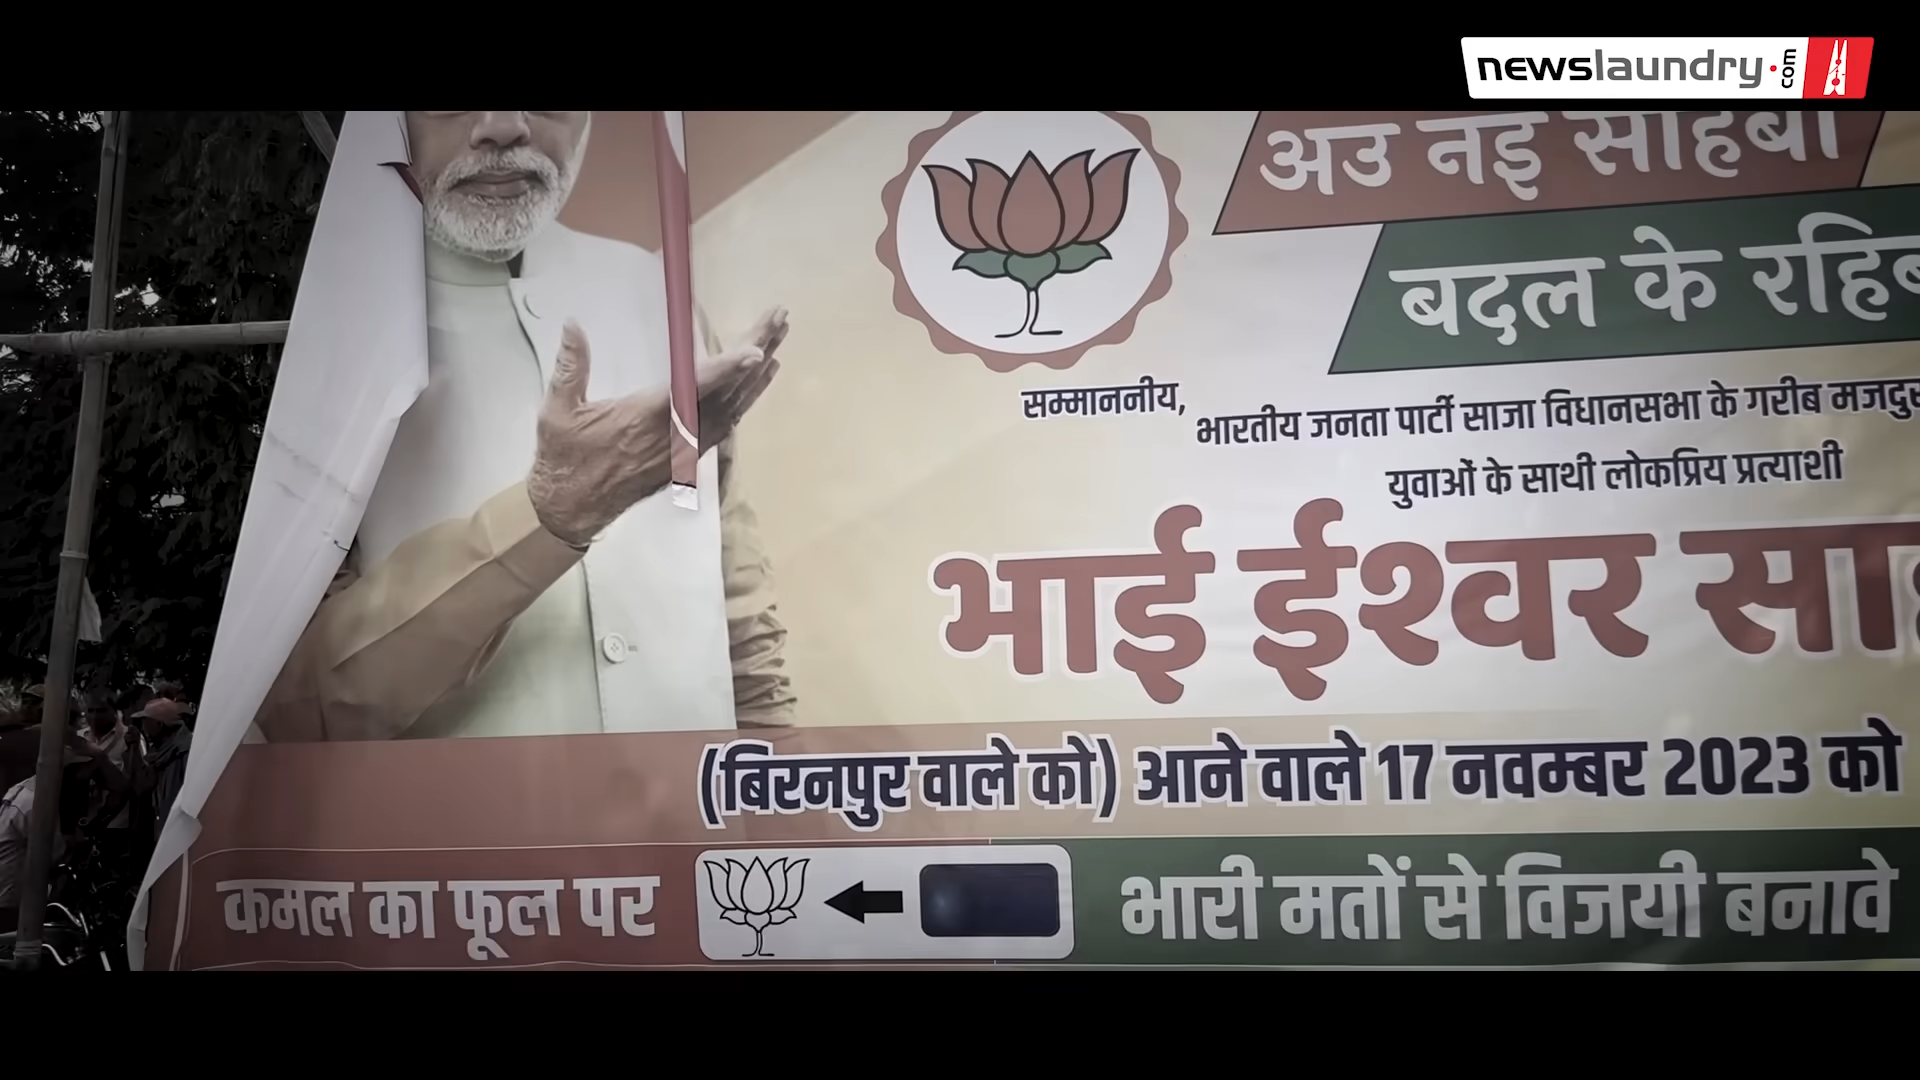 newslaundry.com
अउ नइ साहिबो
बदल के रहिबो
सम्माननीय,
भारतीय जनता पार्टी साजा विधानसभा के गरीब मजदुर
युवाओं के साथी लोकप्रिय प्रत्याशी
भाई ईश्वर साहू
(बिरनपुर वाले को) आने वाले 17 नवम्बर 2023 को
कमल का फूल पर
भारी मतों से विजयी बनावे